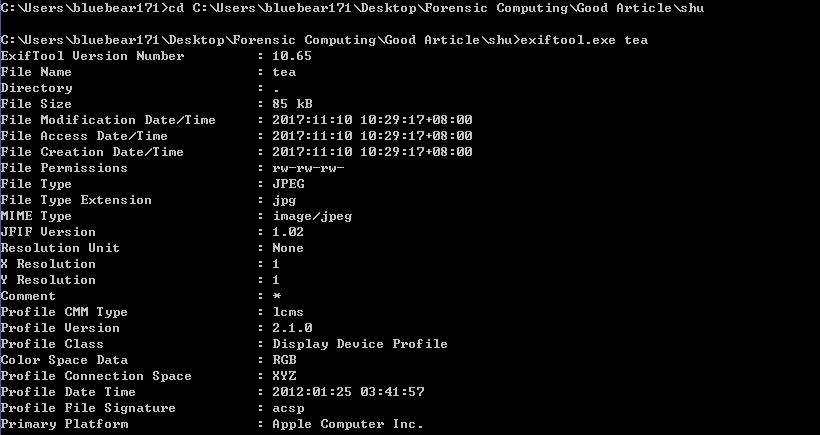 C:\Users\bluebear171>cd C:\Users\bluebear171\Desktop\Forensic Computing\Good Article\shu
C:\Users\bluebear171\Desktop\Forensic Computing\Good Article\shu>exiftool.exe tea
ExifTool Version Number : 10.65
File Name : tea
Directory : .
File Size : 85 kB
File Modification Date/Time : 2017:11:10 10:29:17+08:00
File Access Date/Time : 2017:11:10 10:29:17+08:00
File Creation Date/Time : 2017:11:10 10:29:17+08:00
File Permissions : rw-rw-rw-
File Type : JPEG
File Type Extension : jpg
MIME Type : image/jpeg
JFIF Version : 1.02
Resolution Unit : None
X Resolution : 1
Y Resolution : 1
Comment : *
Profile CMM Type : lcms
Profile Version : 2.1.0
Profile Class : Display Device Profile
Color Space Data : RGB
Profile Connection Space : XYZ
Profile Date Time : 2012:01:25 03:41:57
Profile File Signature : acsp
Primary Platform : Apple Computer Inc.